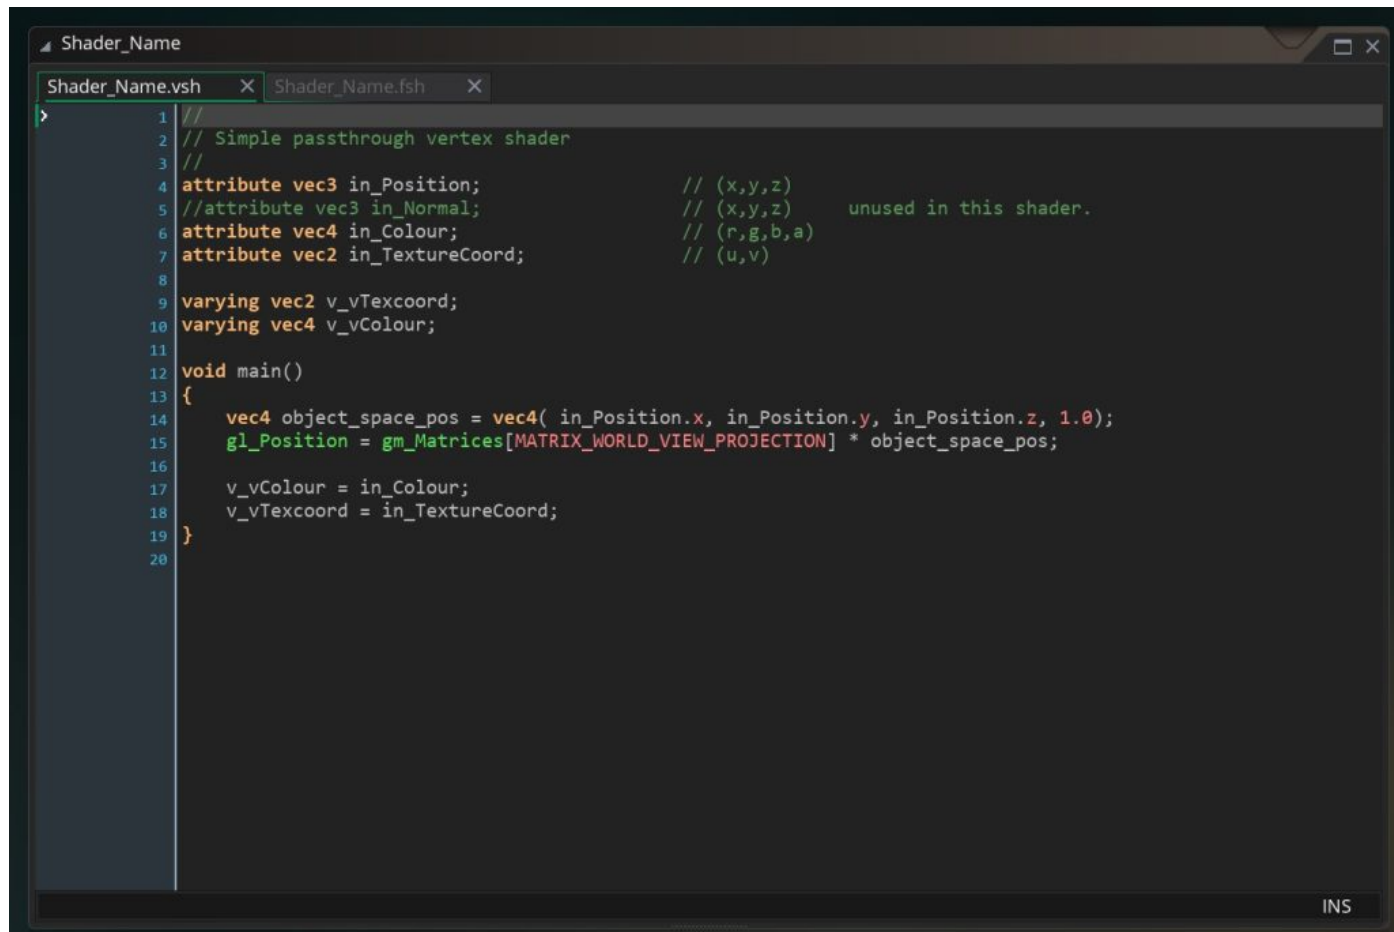 Shader_Name
Shader_Name.vsh Shader_Name.fsh
1 //
2 // Simple passthrough vertex shader
3 //
4 attribute vec3 in_Position; // (x,y,z)
5 //attribute vec3 in_Normal; // (x,y,z) unused in this shader.
6 attribute vec4 in_Colour; // (r,g,b,a)
7 attribute vec2 in_TextureCoord; // (u,v)
8
9 varying vec2 v_vTexcoord;
10 varying vec4 v_vColour;
11
12 void main()
13 {
14 vec4 object_space_pos = vec4( in_Position.x, in_Position.y, in_Position.z, 1.0);
15 gl_Position = gm_Matrices[MATRIX_WORLD_VIEW_PROJECTION] * object_space_pos;
16
17 v_vColour = in_Colour;
18 v_vTexcoord = in_TextureCoord;
19 }
20
INS